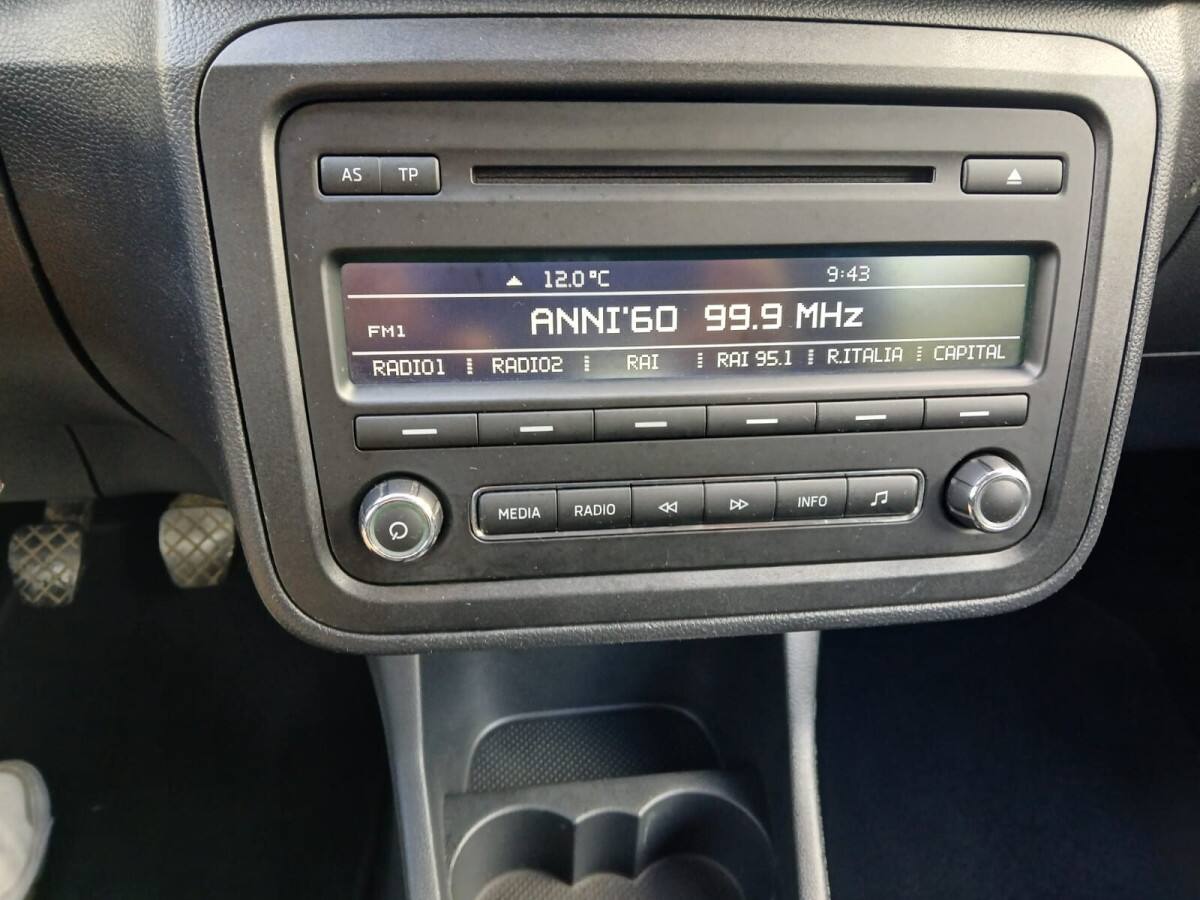 AS TP
12.0°C 9:43
FM1 ANNI'60 99.9 MHz
RADIO1 RADIO2 RAI RAI 95.1 R.ITALIA CAPITAL
MEDIA RADIO INFO